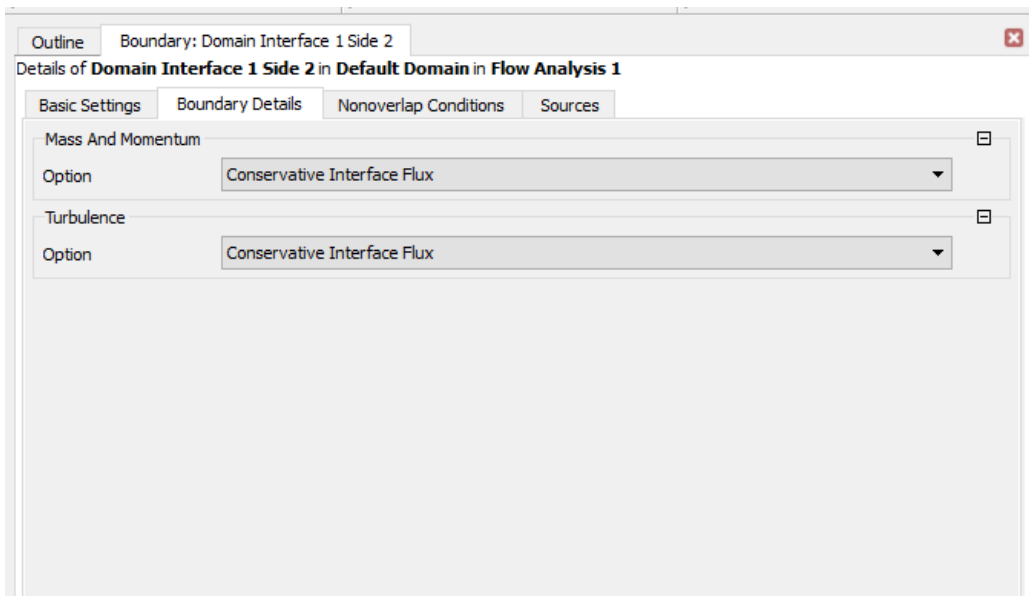 Outline Boundary: Domain Interface 1 Side 2
Details of Domain Interface 1 Side 2 in Default Domain in Flow Analysis 1
Basic Settings Boundary Details Nonoverlap Conditions Sources
Mass And Momentum
Option Conservative Interface Flux
Turbulence
Option Conservative Interface Flux